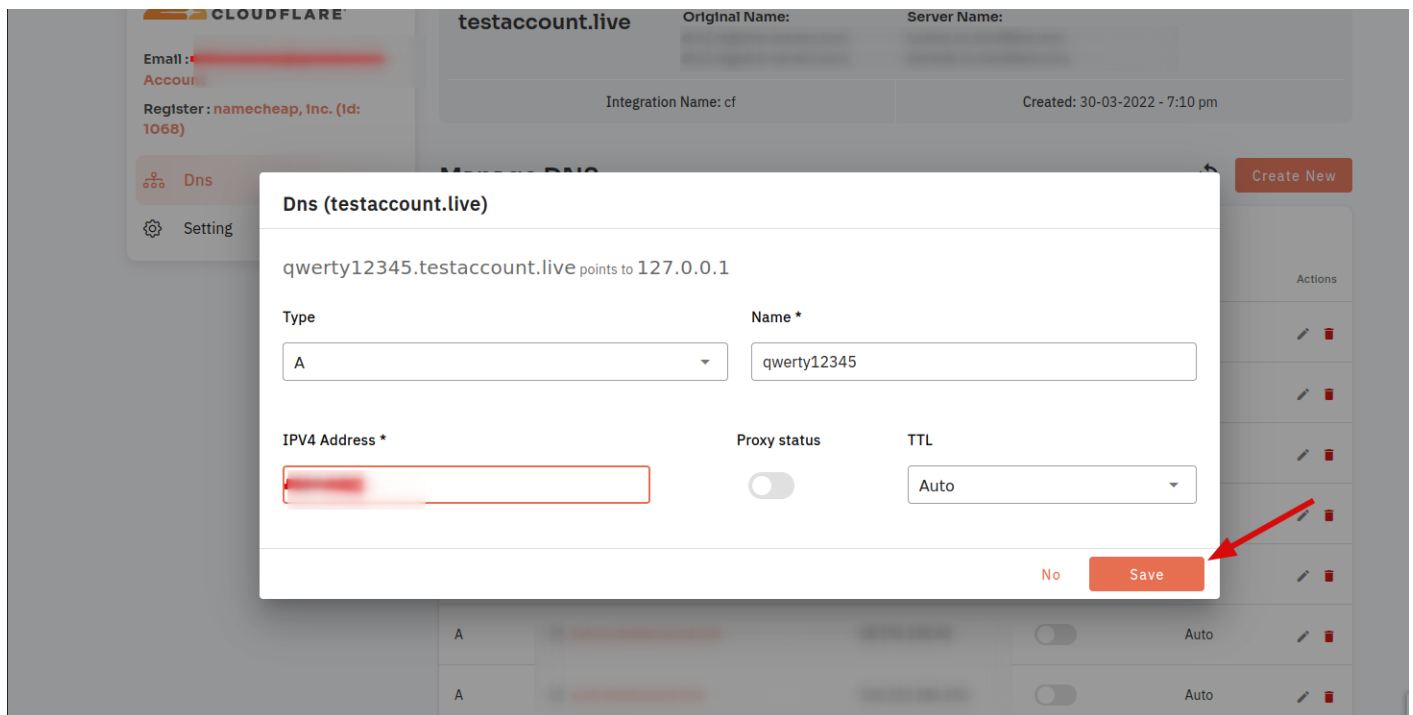 CLOUDFLARE
testaccount.live
Original Name:
Server Name:
Email :
Account
Register : namecheap, inc. (id:
1068)
Integration Name: cf
Created: 30-03-2022 - 7:10 pm
Dns
Setting
Manage DNS
Create New
Actions
Dns (testaccount.live)
qwerty12345.testaccount.live points to 127.0.0.1
Type
Name *
A
qwerty12345
IPV4 Address *
Proxy status
TTL
Auto
No
Save
A
Auto
A
Auto